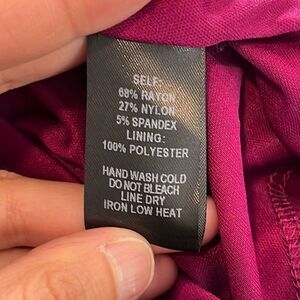 SELF:
68% RAYON
27% NYLON
5% SPANDEX
LINING:
100% POLYESTER
HAND WASH COLD
DO NOT BLEACH
LINE DRY
IRON LOW HEAT